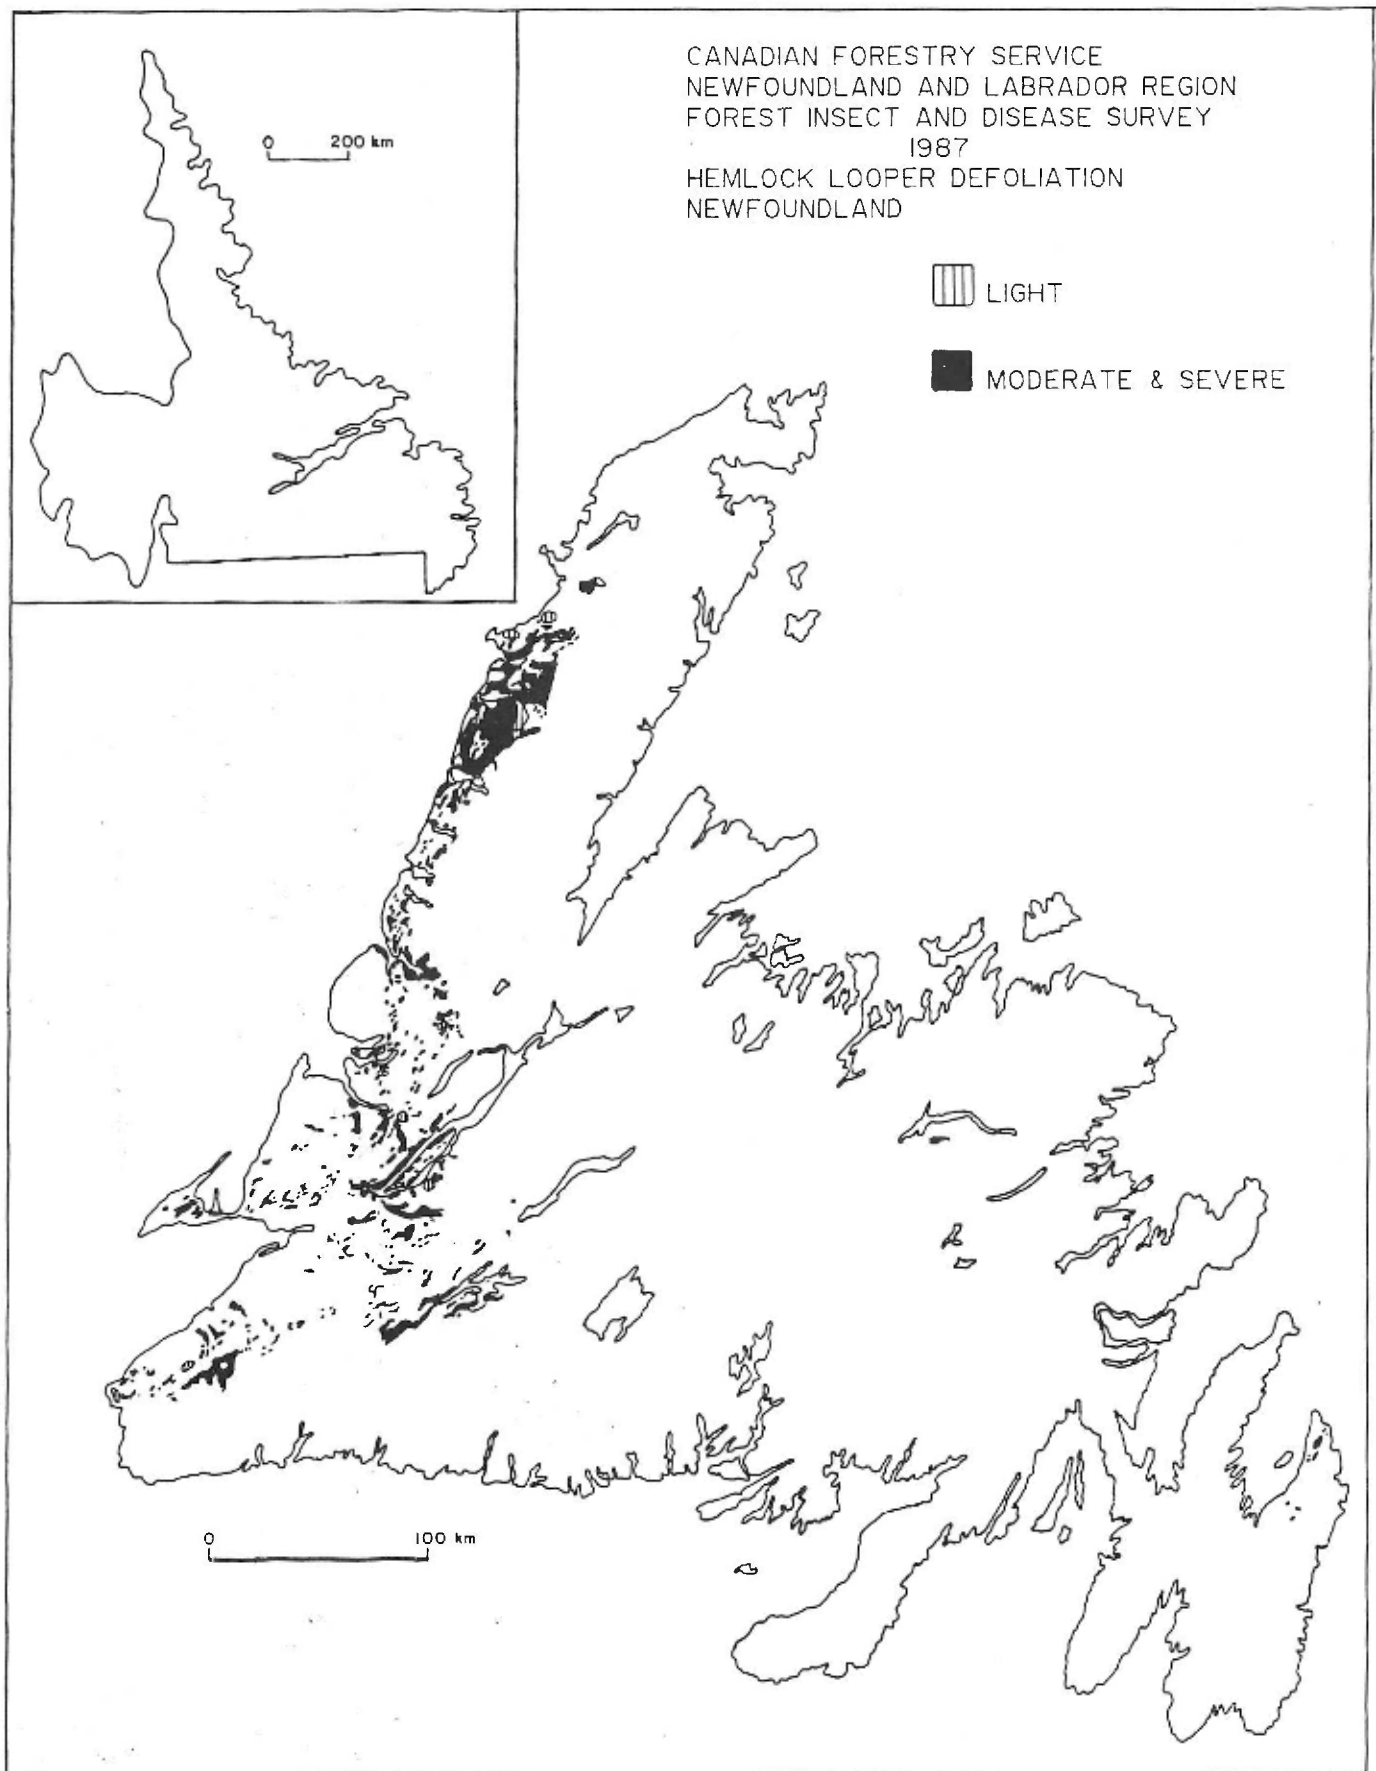 CANADIAN FORESTRY SERVICE
NEWFOUNDLAND AND LABRADOR REGION
FOREST INSECT AND DISEASE SURVEY
1987
HEMLOCK LOOPER DEFOLIATION
NEWFOUNDLAND
0 200 km
LIGHT
MODERATE & SEVERE
0 100 km